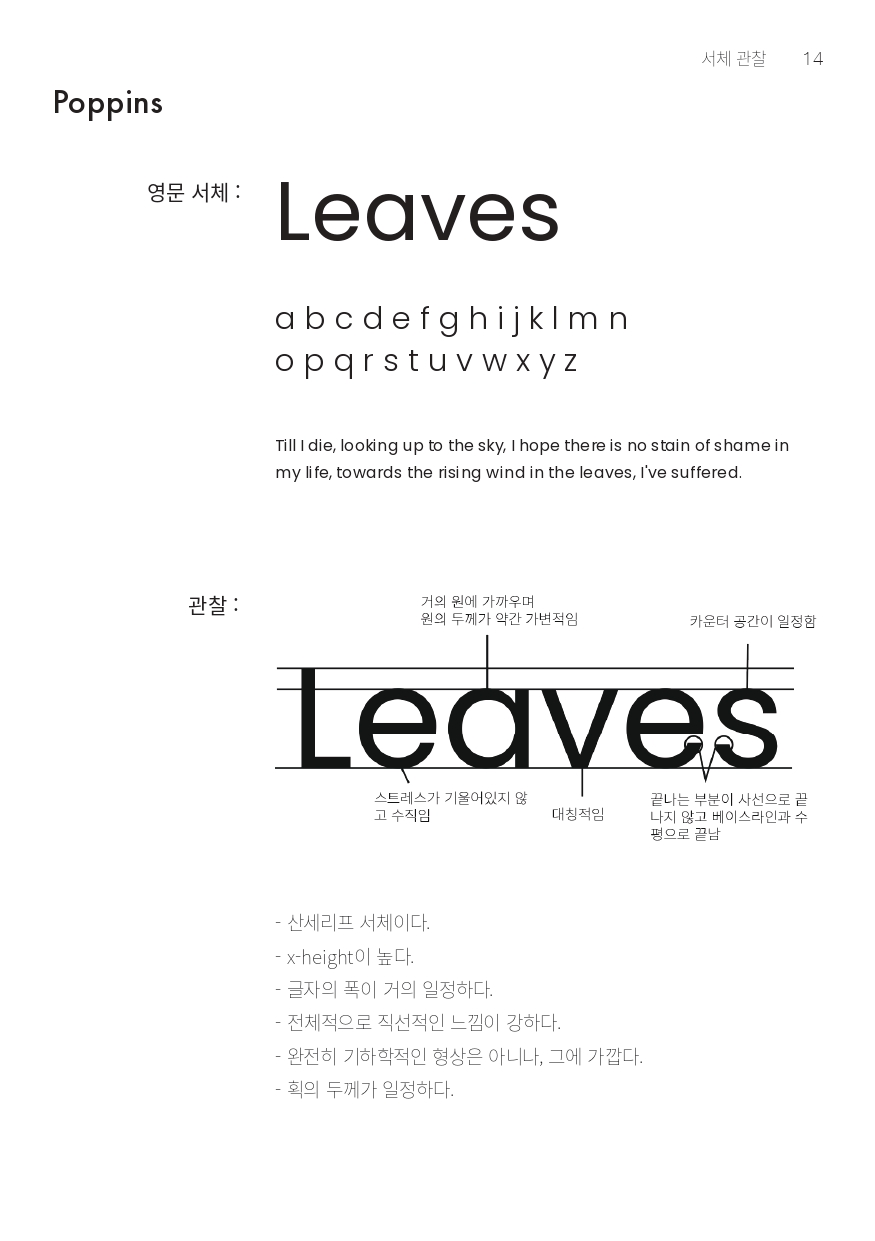 서체 관찰 14
Poppins
영문 서체 :
Leaves
a b c d e f g h i j k l m n
o p q r s t u v w x y z
Till I die, looking up to the sky, I hope there is no stain of shame in
my life, towards the rising wind in the leaves, I've suffered.
관찰 :
거의 원에 가까우며
원의 두께가 약간 가변적임
카운터 공간이 일정함
Leaves
스트레스가 기울어있지 않
고 수직임
대칭적임
끝나는 부분이 사선으로 끝
나지 않고 베이스라인과 수
평으로 끝남
- 산세리프 서체이다.
- x-height이 높다.
- 글자의 폭이 거의 일정하다.
- 전체적으로 직선적인 느낌이 강하다.
- 완전히 기하학적인 형상은 아니나, 그에 가깝다.
- 획의 두께가 일정하다.